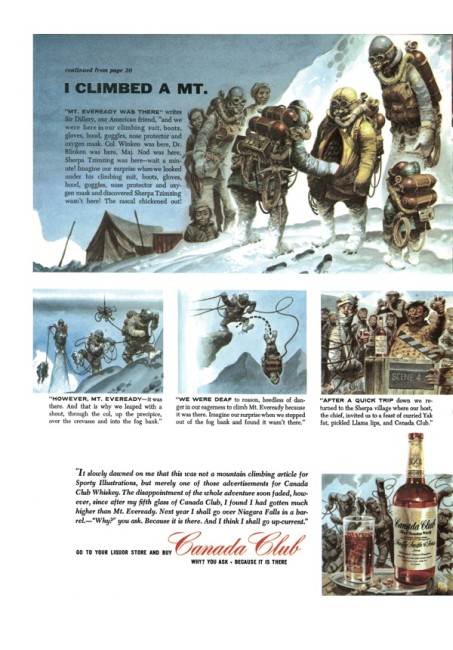 continued from page 30
I CLIMBED A MT.
"MT. EVEREADY WAS THERE" writes
Sir Dillery, our American friend, "and we
were here in our climbing suit, boots,
gloves, hood, goggles, nose protector and
oxygen mask. Col. Winken was here, Dr.
Blinken was here, Maj. Nod was here,
Sherpa Tzimzing was here—wait a min-
ute! Imagine our surprise when we looked
under his climbing suit, boots, gloves,
hood, goggles, nose protector and oxy-
gen mask and discovered Sherpa Tzimzing
wasn't here! The rascal chickened out!
SCENE 4
"HOWEVER, MT. EVEREADY—it was
there. And that is why we leaped with a
shout, through the col, up the precipice,
over the crevasse and into the fog bank."
"WE WERE DEAF to reason, heedless of dan-
ger in our eagerness to climb Mt. Eveready because
it was there. Imagine our surprise when we stepped
out of the fog bank and found it wasn't there."
"AFTER A QUICK TRIP down we re-
turned to the Sherpa village where our host,
the chief, invited us to a feast of curried Yak
fat, pickled Llama lips, and Canada Club."
"It slowly dawned on me that this was not a mountain climbing article for
Sporty Illustrations, but merely one of those advertisements for Canada
Club Whiskey. The disappointment of the whole adventure soon faded, how-
ever, since after my fifth glass of Canada Club, I found I had gotten much
higher than Mt. Eveready. Next year I shall go over Niagara Falls in a bar-
rel.—"Why?" you ask. Because it is there. And I think I shall go up-current."
GO TO YOUR LIQUOR STORE AND BUY
Canada Club
WHY? YOU ASK - BECAUSE IT IS THERE
Canada Club